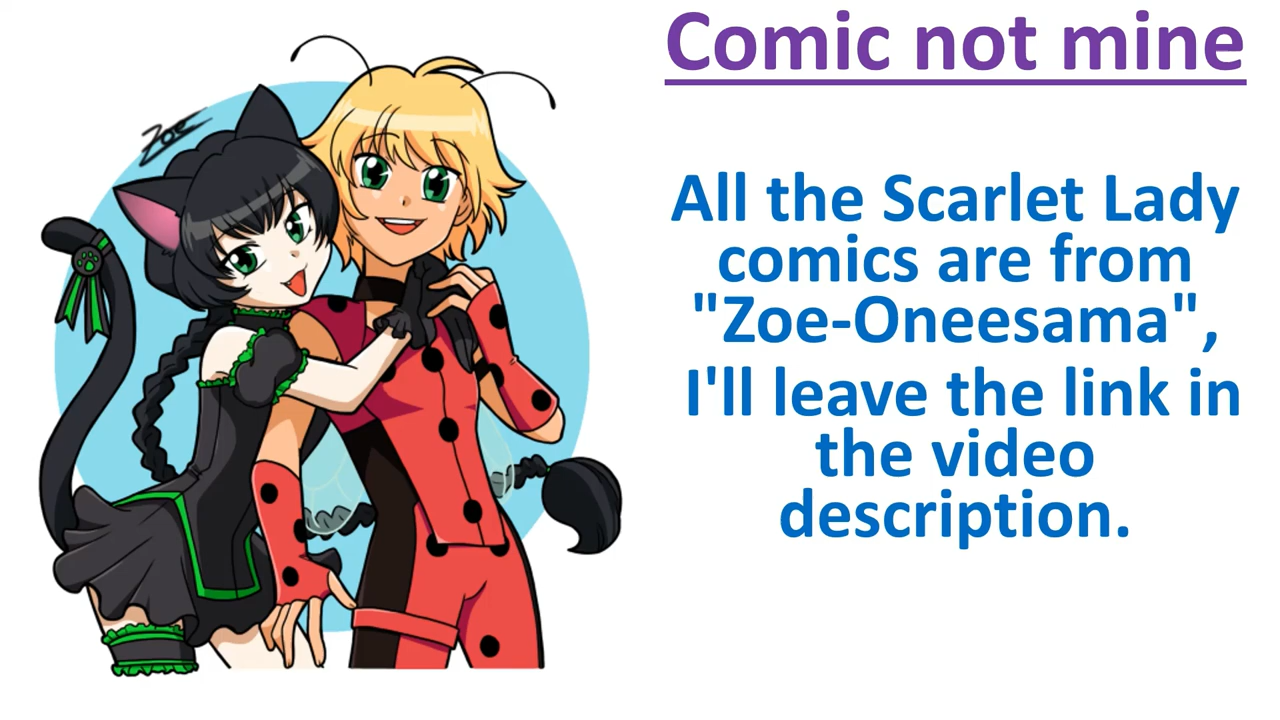 Comic not mine
Zoe
All the Scarlet Lady
comics are from
"Zoe-Oneesama",
I'll leave the link in
the video
description.